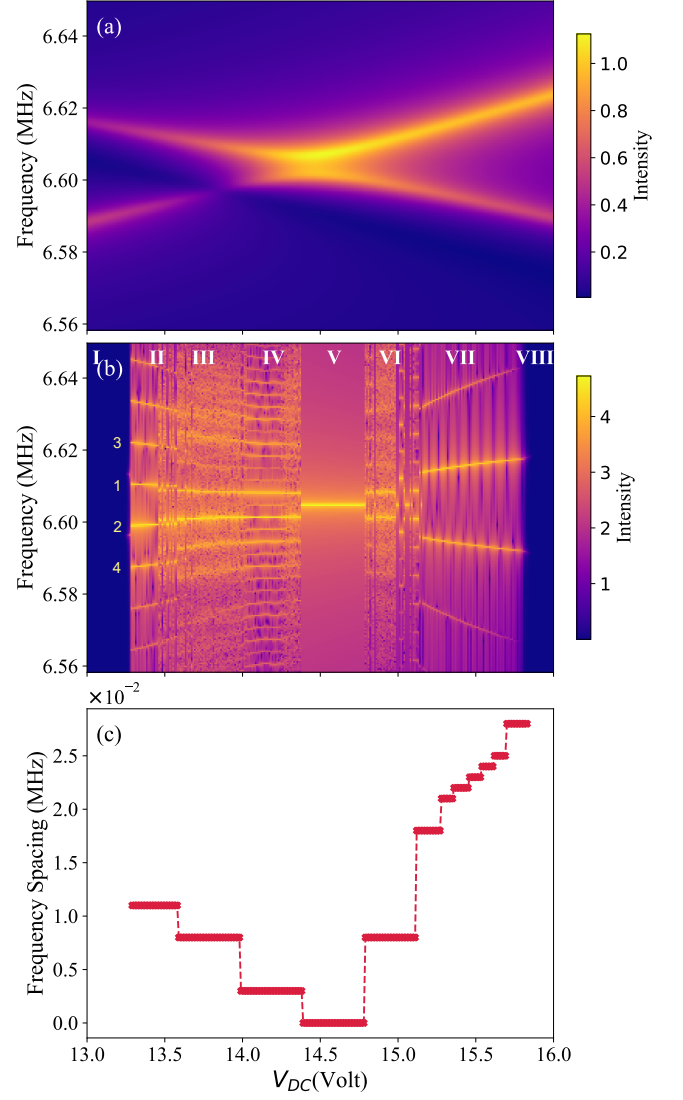 (a)
6.64
6.62
6.60
6.58
6.56
Frequency (MHz)
1.0
0.8
0.6
0.4
0.2
Intensity
(b)
I II III IV V VI VII VIII
6.64
6.62
6.60
6.58
6.56
Frequency (MHz)
3
1
2
4
4
3
2
1
Intensity
×10⁻²
(c)
2.5
2.0
1.5
1.0
0.5
0.0
Frequency Spacing (MHz)
13.0 13.5 14.0 14.5 15.0 15.5 16.0
V_DC(Volt)